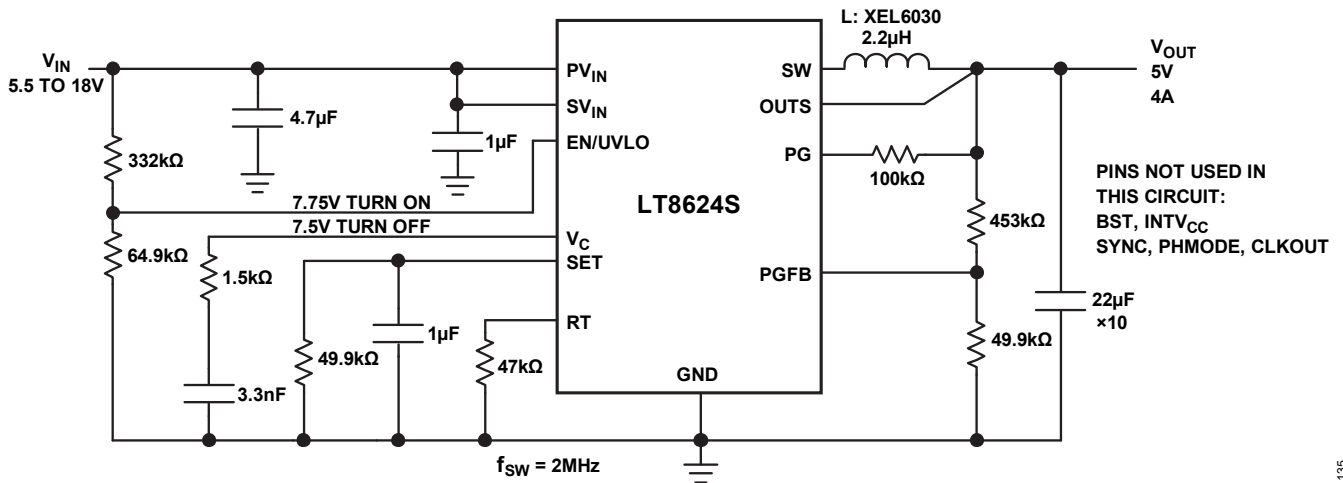 L: XEL6030
2.2µH
VIN
5.5 TO 18V
VOUT
5V
4A
PVIN
SW
SVIN
OUTS
4.7µF
1µF
EN/UVLO
PG
332kΩ
100kΩ
PINS NOT USED IN
THIS CIRCUIT:
BST, INTVCC
SYNC, PHMODE, CLKOUT
LT8624S
7.75V TURN ON
7.5V TURN OFF
453kΩ
64.9kΩ
VC
1.5kΩ
SET
PGFB
22µF
×10
1µF
RT
49.9kΩ
47kΩ
49.9kΩ
3.3nF
GND
fSW = 2MHz
135